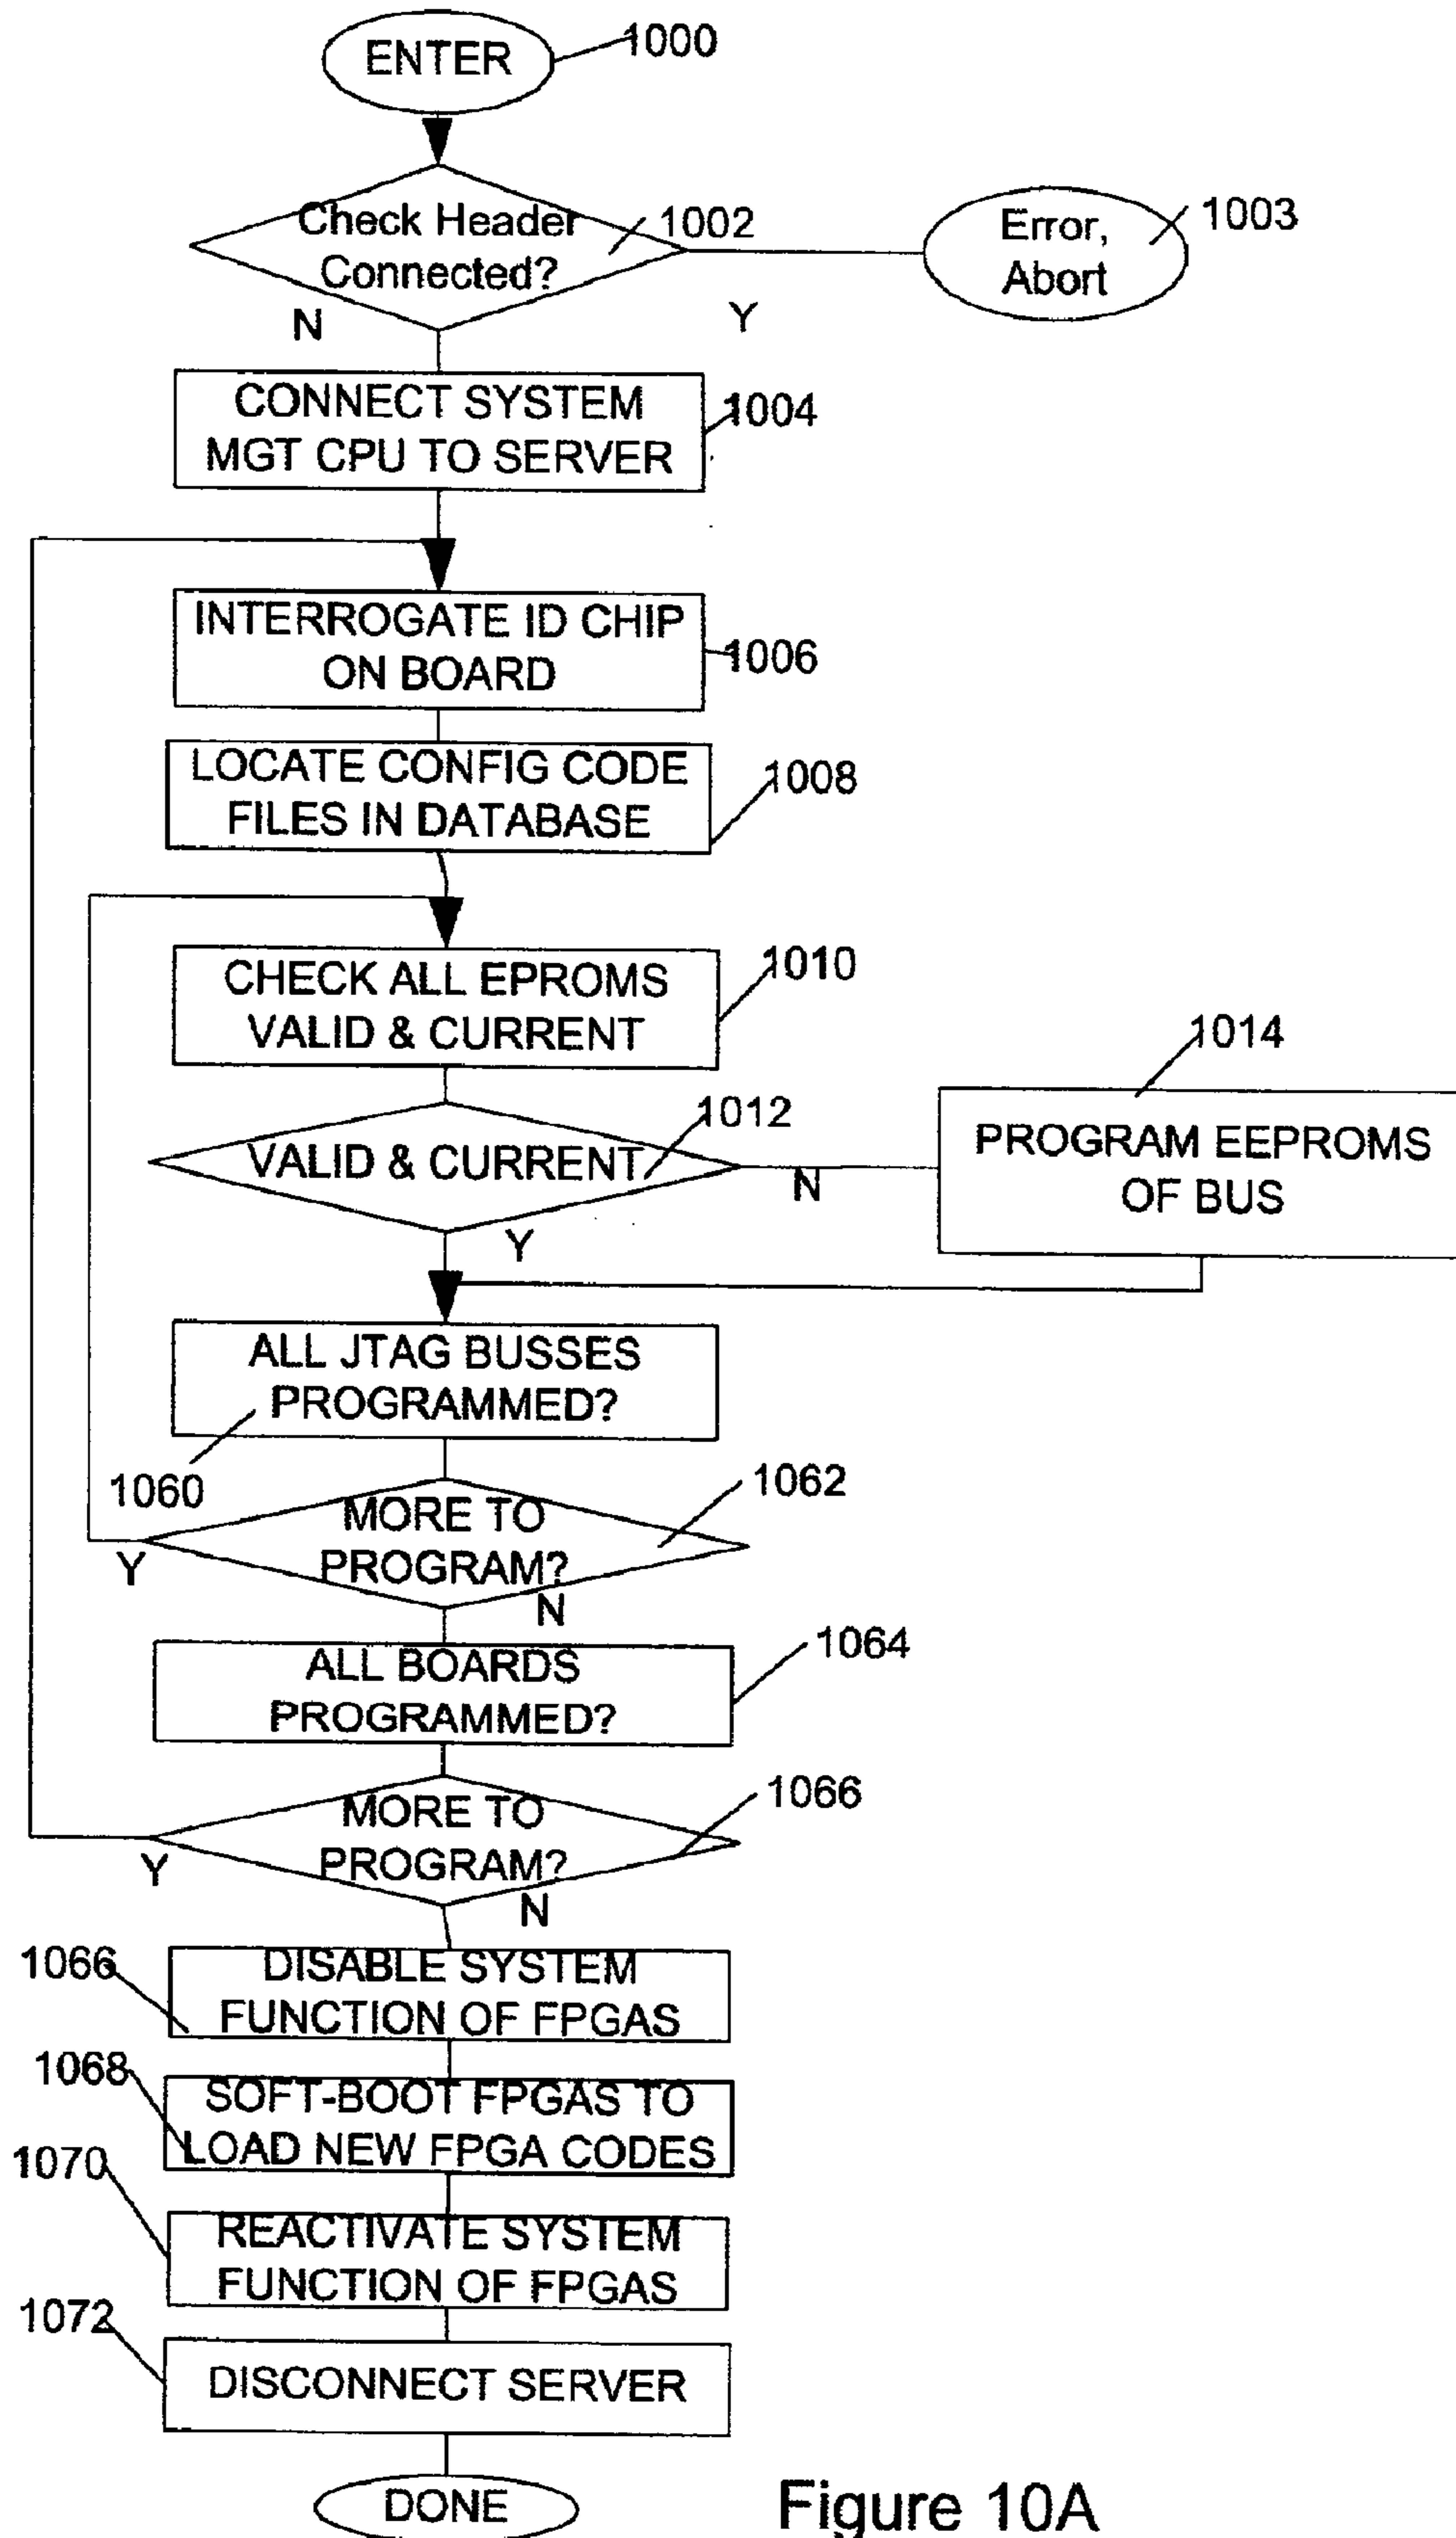 ENTER
1000
Check Header
Connected?
1002
Error,
Abort
1003
N
Y
CONNECT SYSTEM
MGT CPU TO SERVER
1004
INTERROGATE ID CHIP
ON BOARD
1006
LOCATE CONFIG CODE
FILES IN DATABASE
1008
CHECK ALL EPROMS
VALID & CURRENT
1010
VALID & CURRENT
1012
N
Y
1014
PROGRAM EEPROMS
OF BUS
ALL JTAG BUSSES
PROGRAMMED?
1060
MORE TO
PROGRAM?
1062
Y
N
ALL BOARDS
PROGRAMMED?
1064
MORE TO
PROGRAM?
1066
Y
N
1066
DISABLE SYSTEM
FUNCTION OF FPGAS
1068
SOFT-BOOT FPGAS TO
LOAD NEW FPGA CODES
1070
REACTIVATE SYSTEM
FUNCTION OF FPGAS
1072
DISCONNECT SERVER
DONE
Figure 10A